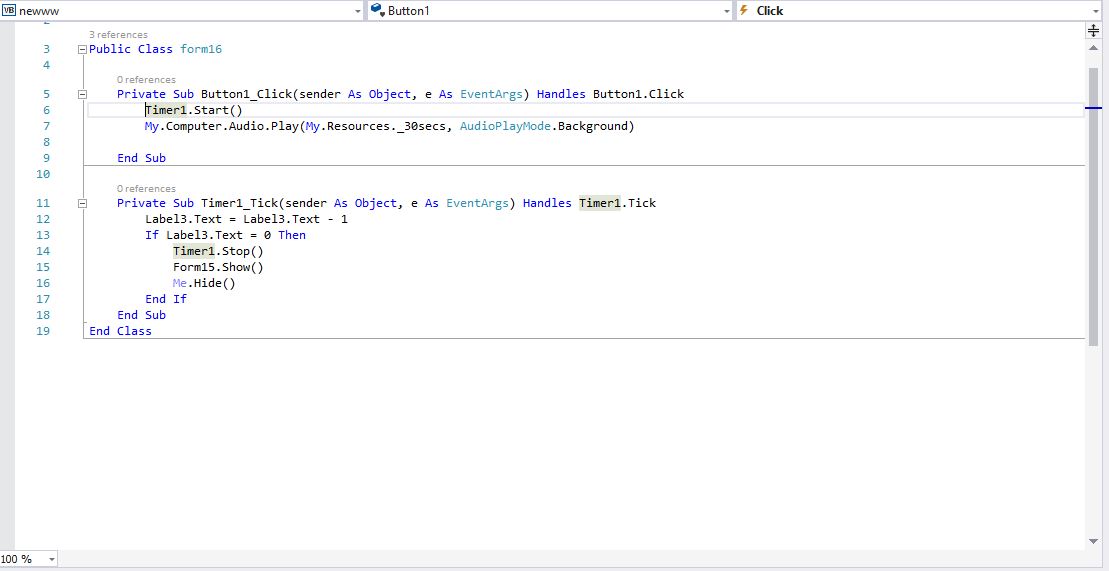 newww Button1 Click
2
3 references
3 Public Class form16
4
0 references
5 Private Sub Button1_Click(sender As Object, e As EventArgs) Handles Button1.Click
6 Timer1.Start()
7 My.Computer.Audio.Play(My.Resources._30secs, AudioPlayMode.Background)
8
9 End Sub
10
0 references
11 Private Sub Timer1_Tick(sender As Object, e As EventArgs) Handles Timer1.Tick
12 Label3.Text = Label3.Text - 1
13 If Label3.Text = 0 Then
14 Timer1.Stop()
15 Form15.Show()
16 Me.Hide()
17 End If
18 End Sub
19 End Class
100 %